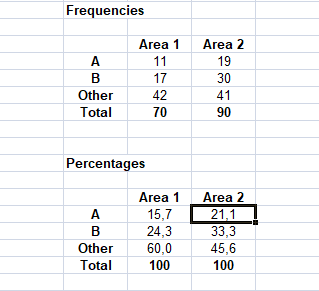 Frequencies
Area 1 Area 2
A 11 19
B 17 30
Other 42 41
Total 70 90
Percentages
Area 1 Area 2
A 15,7 21,1
B 24,3 33,3
Other 60,0 45,6
Total 100 100